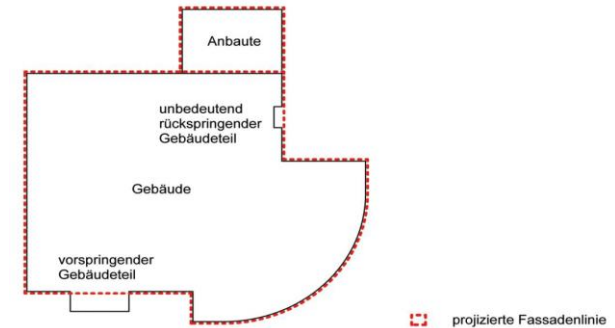 Anbaute
unbedeutend
rückspringender
Gebäudeteil
Gebäude
vorspringender
Gebäudeteil
projizierte Fassadenlinie